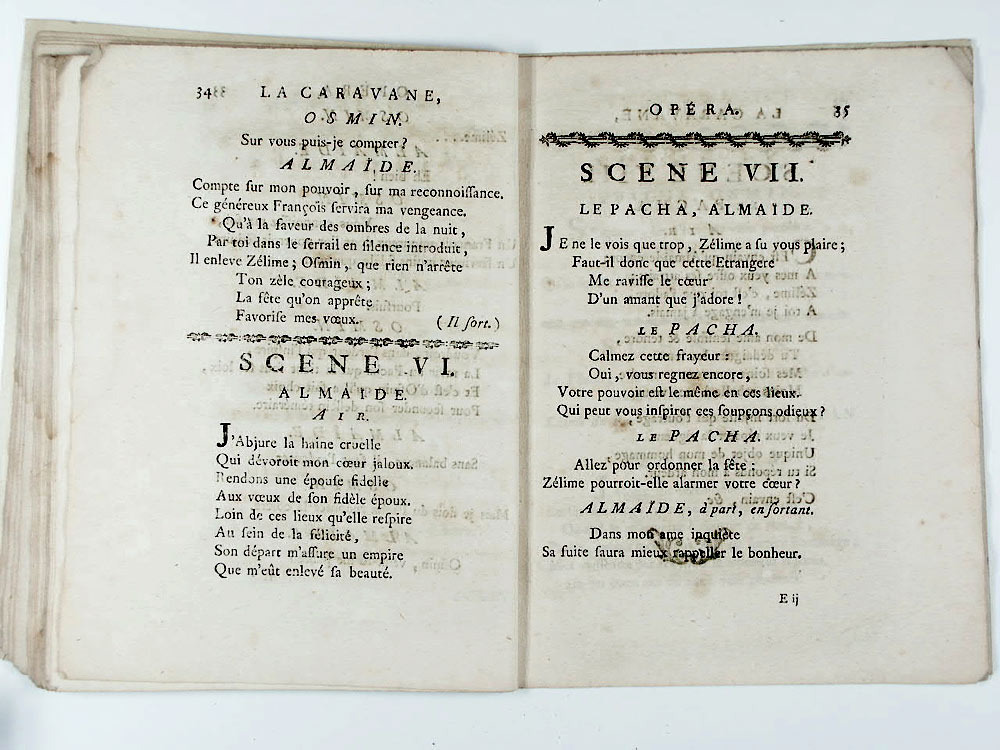 34 LA CARAVANE,
OSMIN.
Sur vous puis-je compter?
ALMAÏDE.
Compte ſur mon pouvoir, ſur ma reconnoiſſance.
Ce généreux François ſervira ma vengeance.
Qu'à la faveur des ombres de la nuit,
Par toi dans le ſerrail en ſilence introduit,
Il enleve Zélime; Oſmin, que rien n'arrête
Ton zèle courageux;
La fête qu'on apprête
Favoriſe mes vœux. (Il ſort.)
SCENE VI.
ALMAIDE.
AIR.
J'Abjure la haine cruelle
Qui dévoroit mon cœur jaloux.
Rendons une épouſe fidelle
Aux vœux de ſon fidèle époux.
Loin de ces lieux qu'elle reſpire
Au ſein de la félicité,
Son départ m'aſſure un empire
Que m'eût enlevé ſa beauté.
OPÉRA. 35
SCENE VII.
LE PACHA, ALMAÏDE.
JE ne le vois que trop, Zélime a ſu vous plaire;
Faut-il donc que cette Etrangere
Me raviſſe le cœur
D'un amant que j'adore!
LE PACHA.
Calmez cette frayeur:
Oui, vous regnez encore,
Votre pouvoir eſt le même en ces lieux.
Qui peut vous inſpirer ces ſoupçons odieux?
LE PACHA.
Allez pour ordonner la fête:
Zélime pourroit-elle alarmer votre cœur?
ALMAÏDE, à part, en ſortant.
Dans mon ame inquiéte
Sa fuite ſaura mieux rappeller le bonheur.
E ij